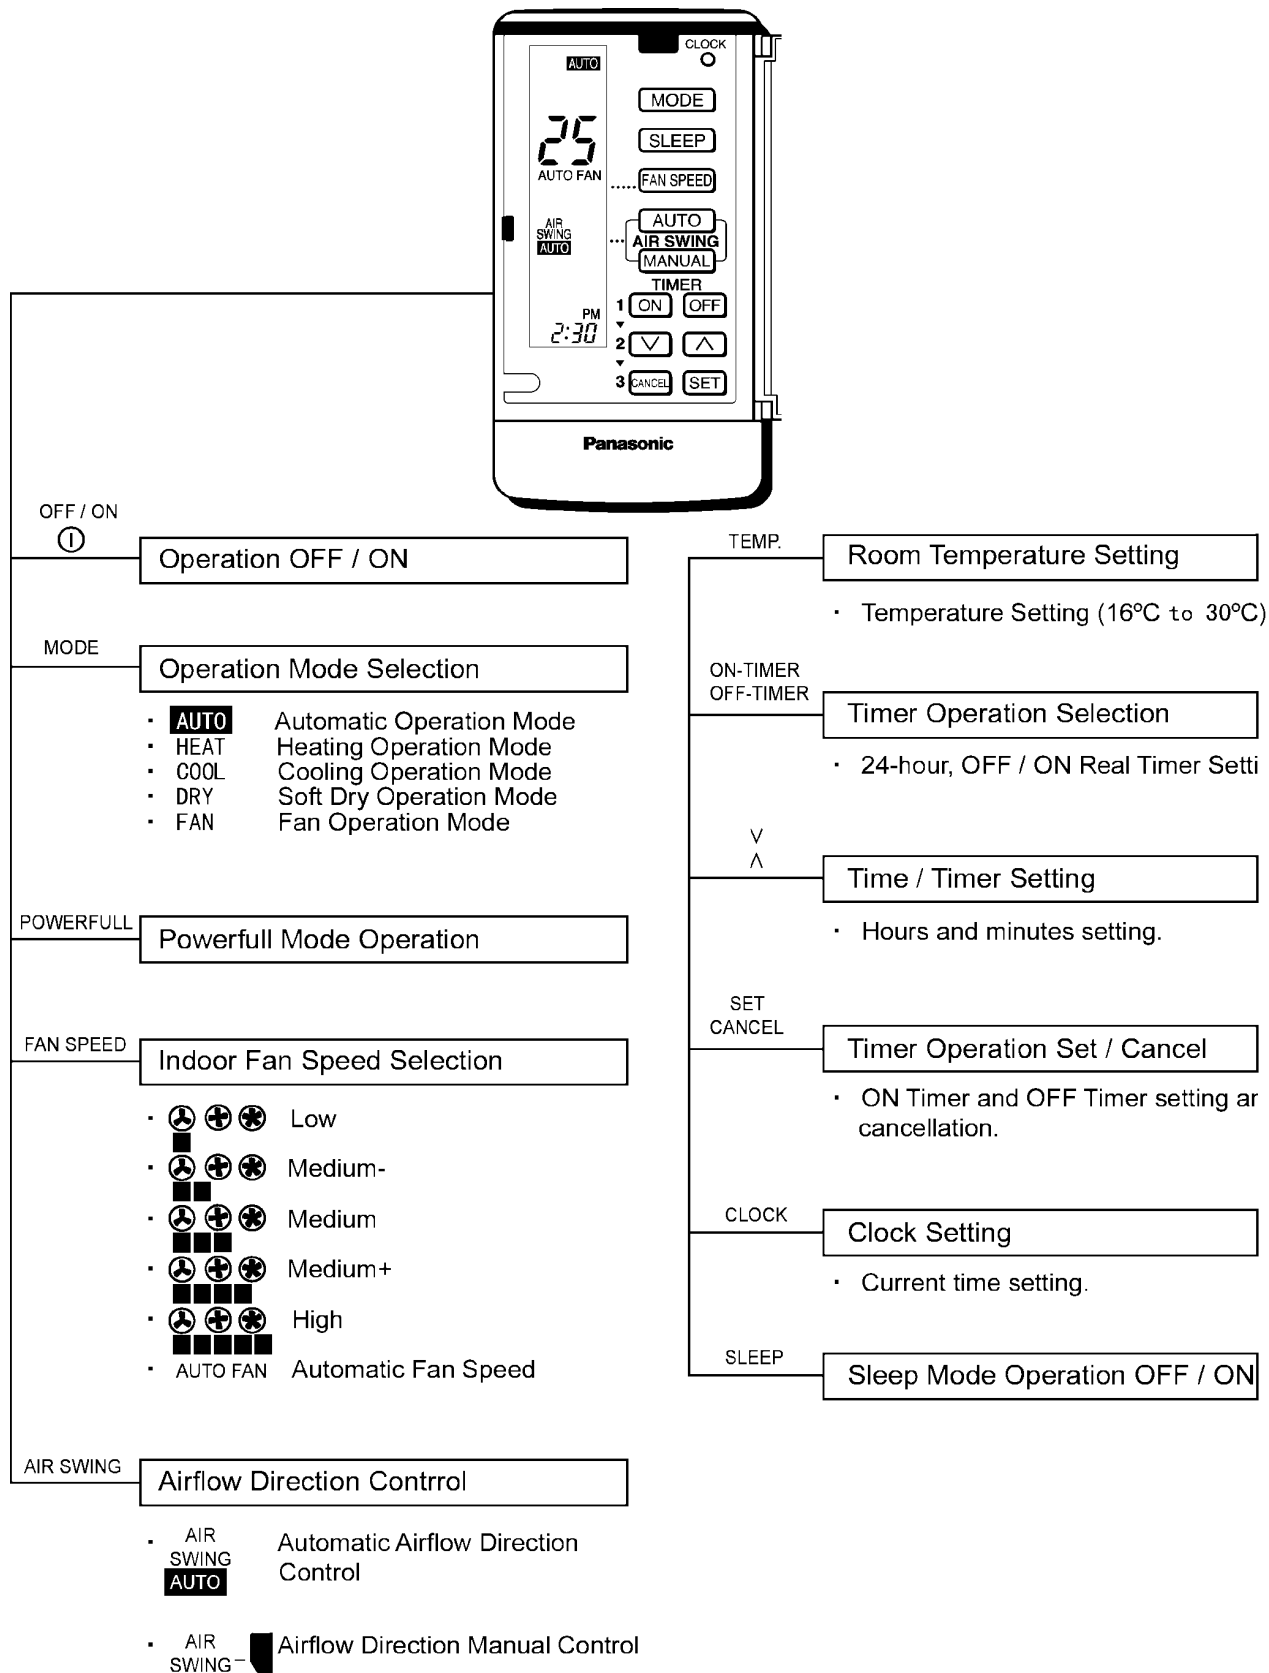 CLOCK
AUTO
MODE
25
SLEEP
AUTO FAN
FAN SPEED
AIR
SWING
AUTO
AUTO
AIR SWING
MANUAL
TIMER
1 ON OFF
PM
2:30
2 ∨ ∧
3 CANCEL SET
Panasonic
OFF / ON
Operation OFF / ON
MODE
Operation Mode Selection
· AUTO Automatic Operation Mode
· HEAT Heating Operation Mode
· COOL Cooling Operation Mode
· DRY Soft Dry Operation Mode
· FAN Fan Operation Mode
POWERFULL
Powerfull Mode Operation
FAN SPEED
Indoor Fan Speed Selection
· Low
· Medium-
· Medium
· Medium+
· High
· AUTO FAN Automatic Fan Speed
AIR SWING
Airflow Direction Contrrol
· AIR
SWING
AUTO
Automatic Airflow Direction
Control
· AIR
SWING
Airflow Direction Manual Control
TEMP.
Room Temperature Setting
· Temperature Setting (16°C to 30°C)
ON-TIMER
OFF-TIMER
Timer Operation Selection
· 24-hour, OFF / ON Real Timer Setti
∨
∧
Time / Timer Setting
· Hours and minutes setting.
SET
CANCEL
Timer Operation Set / Cancel
· ON Timer and OFF Timer setting ar
cancellation.
CLOCK
Clock Setting
· Current time setting.
SLEEP
Sleep Mode Operation OFF / ON